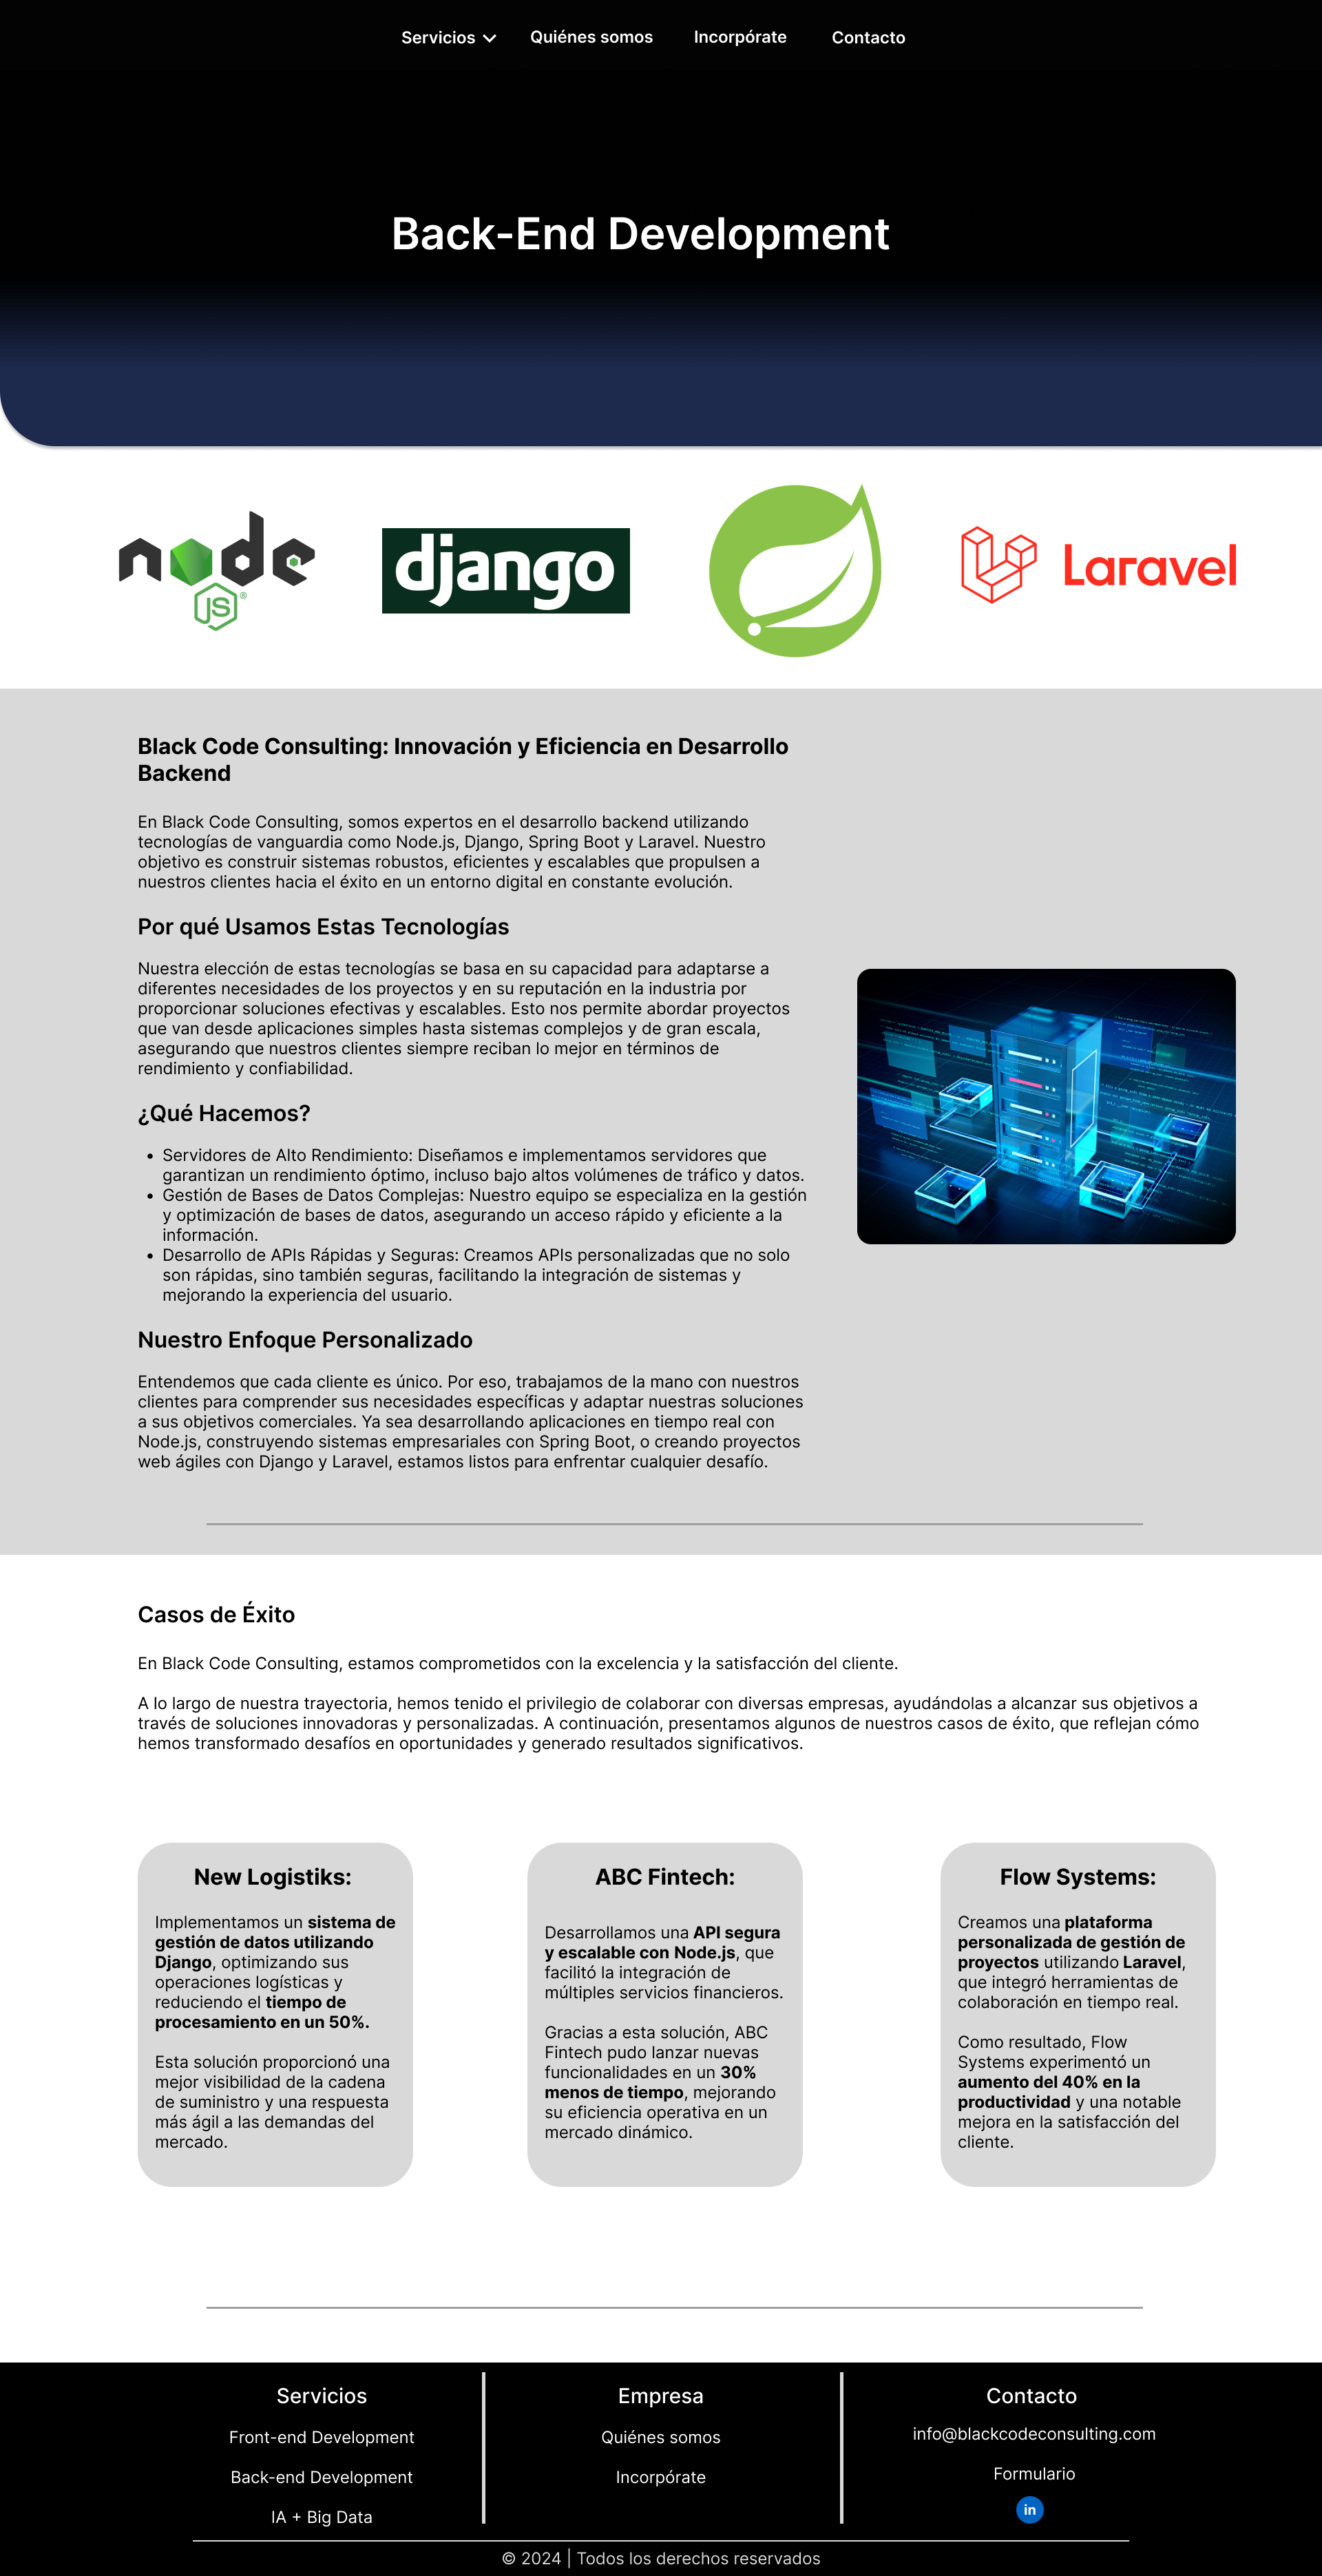 Servicios Quiénes somos Incorpórate Contacto
Back-End Development
node
JS®
django
Laravel
Black Code Consulting: Innovación y Eficiencia en Desarrollo
Backend
En Black Code Consulting, somos expertos en el desarrollo backend utilizando
tecnologías de vanguardia como Node.js, Django, Spring Boot y Laravel. Nuestro
objetivo es construir sistemas robustos, eficientes y escalables que propulsen a
nuestros clientes hacia el éxito en un entorno digital en constante evolución.
Por qué Usamos Estas Tecnologías
Nuestra elección de estas tecnologías se basa en su capacidad para adaptarse a
diferentes necesidades de los proyectos y en su reputación en la industria por
proporcionar soluciones efectivas y escalables. Esto nos permite abordar proyectos
que van desde aplicaciones simples hasta sistemas complejos y de gran escala,
asegurando que nuestros clientes siempre reciban lo mejor en términos de
rendimiento y confiabilidad.
¿Qué Hacemos?
• Servidores de Alto Rendimiento: Diseñamos e implementamos servidores que
garantizan un rendimiento óptimo, incluso bajo altos volúmenes de tráfico y datos.
• Gestión de Bases de Datos Complejas: Nuestro equipo se especializa en la gestión
y optimización de bases de datos, asegurando un acceso rápido y eficiente a la
información.
• Desarrollo de APIs Rápidas y Seguras: Creamos APIs personalizadas que no solo
son rápidas, sino también seguras, facilitando la integración de sistemas y
mejorando la experiencia del usuario.
Nuestro Enfoque Personalizado
Entendemos que cada cliente es único. Por eso, trabajamos de la mano con nuestros
clientes para comprender sus necesidades específicas y adaptar nuestras soluciones
a sus objetivos comerciales. Ya sea desarrollando aplicaciones en tiempo real con
Node.js, construyendo sistemas empresariales con Spring Boot, o creando proyectos
web ágiles con Django y Laravel, estamos listos para enfrentar cualquier desafío.
Casos de Éxito
En Black Code Consulting, estamos comprometidos con la excelencia y la satisfacción del cliente.
A lo largo de nuestra trayectoria, hemos tenido el privilegio de colaborar con diversas empresas, ayudándolas a alcanzar sus objetivos a
través de soluciones innovadoras y personalizadas. A continuación, presentamos algunos de nuestros casos de éxito, que reflejan cómo
hemos transformado desafíos en oportunidades y generado resultados significativos.
New Logistiks:
Implementamos un sistema de
gestión de datos utilizando
Django, optimizando sus
operaciones logísticas y
reduciendo el tiempo de
procesamiento en un 50%.
Esta solución proporcionó una
mejor visibilidad de la cadena
de suministro y una respuesta
más ágil a las demandas del
mercado.
ABC Fintech:
Desarrollamos una API segura
y escalable con Node.js, que
facilitó la integración de
múltiples servicios financieros.
Gracias a esta solución, ABC
Fintech pudo lanzar nuevas
funcionalidades en un 30%
menos de tiempo, mejorando
su eficiencia operativa en un
mercado dinámico.
Flow Systems:
Creamos una plataforma
personalizada de gestión de
proyectos utilizando Laravel,
que integró herramientas de
colaboración en tiempo real.
Como resultado, Flow
Systems experimentó un
aumento del 40% en la
productividad y una notable
mejora en la satisfacción del
cliente.
Servicios
Front-end Development
Back-end Development
IA + Big Data
Empresa
Quiénes somos
Incorpórate
Contacto
info@blackcodeconsulting.com
Formulario
in
© 2024 | Todos los derechos reservados